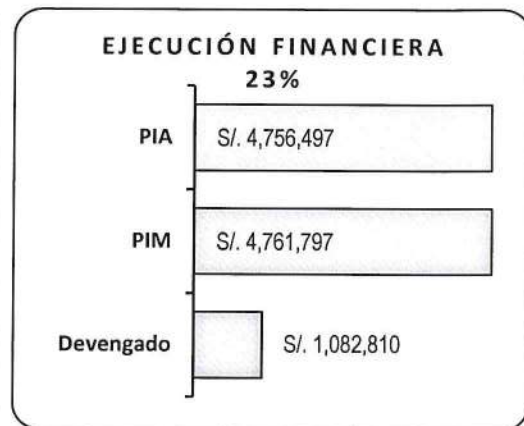 EJECUCIÓN FINANCIERA
23%
PIA S/. 4,756,497
PIM S/. 4,761,797
Devengado S/. 1,082,810